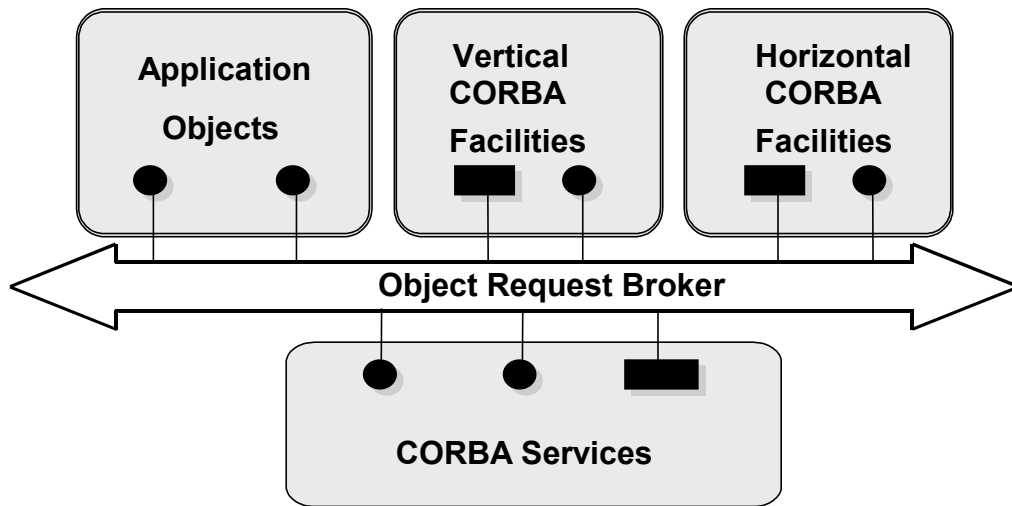 Application
Objects
Vertical
CORBA
Facilities
Horizontal
CORBA
Facilities
Object Request Broker
CORBA Services